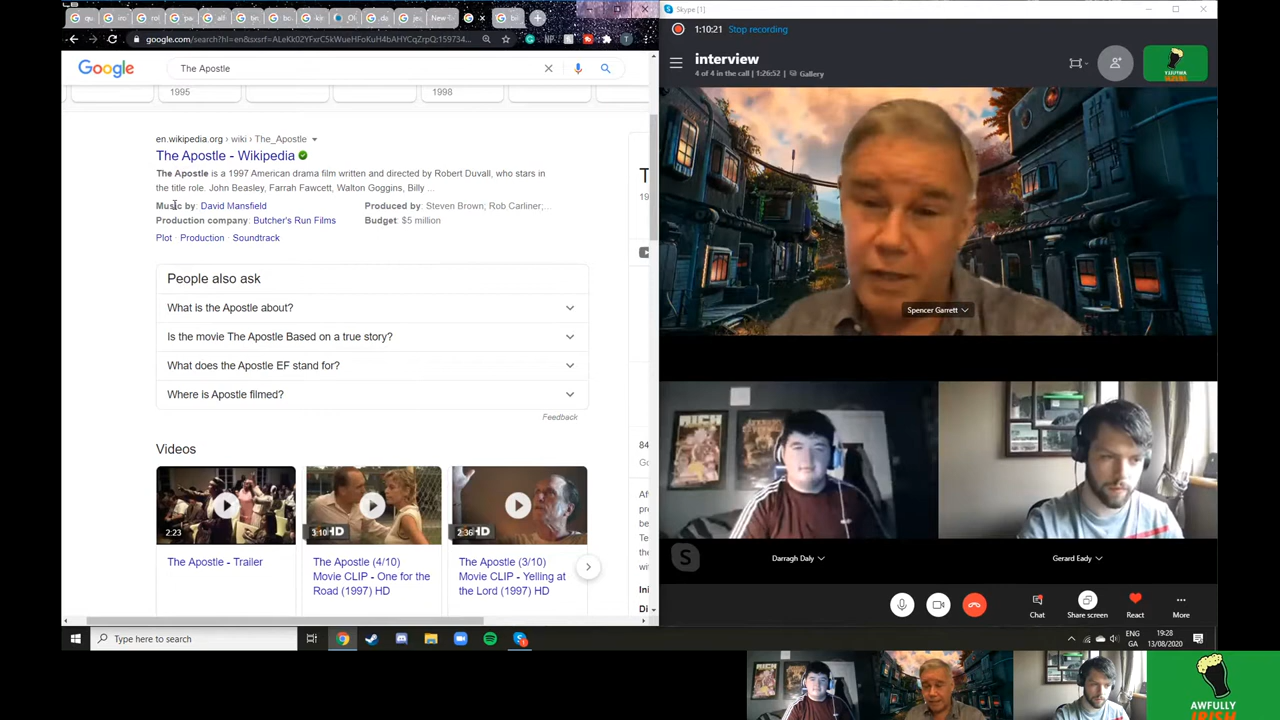 Skype [1]
1:10:21 Stop recording
google.com/search?hl=en&sxsrf=ALeKk02YFxrC5kWueHFoKuH4bAHYCqZrpQ:159734...
interview
4 of 4 in the call | 1:26:52 | Gallery
Google
The Apostle
1995
1998
en.wikipedia.org › wiki › The_Apostle
The Apostle - Wikipedia
The Apostle is a 1997 American drama film written and directed by Robert Duvall, who stars in
the title role. John Beasley, Farrah Fawcett, Walton Goggins, Billy ...
Music by: David Mansfield
Produced by: Steven Brown; Rob Carliner;...
Production company: Butcher's Run Films
Budget: $5 million
Plot · Production · Soundtrack
People also ask
What is the Apostle about?
Is the movie The Apostle Based on a true story?
What does the Apostle EF stand for?
Where is Apostle filmed?
Feedback
Videos
2:23
3:10 HD
2:36 HD
The Apostle - Trailer
The Apostle (4/10)
Movie CLIP - One for the
Road (1997) HD
The Apostle (3/10)
Movie CLIP - Yelling at
the Lord (1997) HD
Spencer Garrett
Darragh Daly
Gerard Eady
Chat
Share screen
React
More
Type here to search
ENG
GA
19:28
13/08/2020
AWFULLY
IRISH